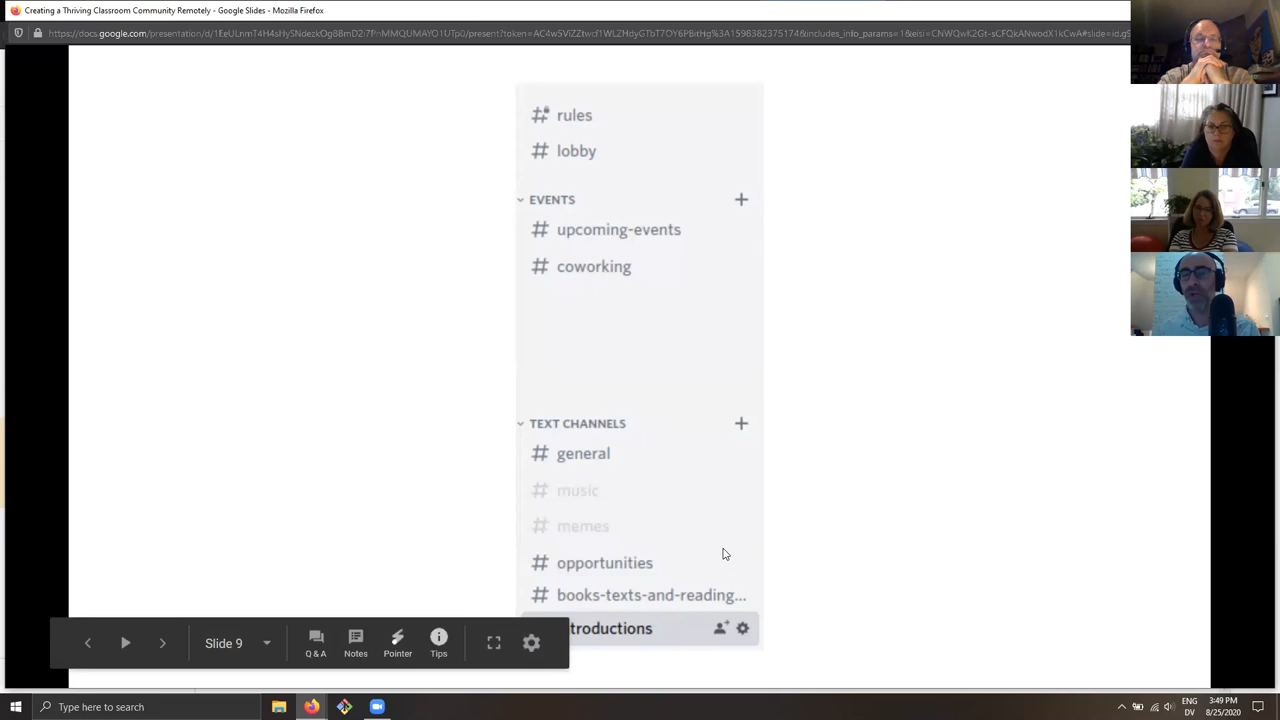 Creating a Thriving Classroom Community Remotely - Google Slides - Mozilla Firefox
rules
lobby
EVENTS
upcoming-events
coworking
TEXT CHANNELS
general
music
memes
opportunities
books-texts-and-reading...
troductions
Slide 9
Q & A
Notes
Pointer
Tips
Type here to search
ENG
DV
3:49 PM
8/25/2020